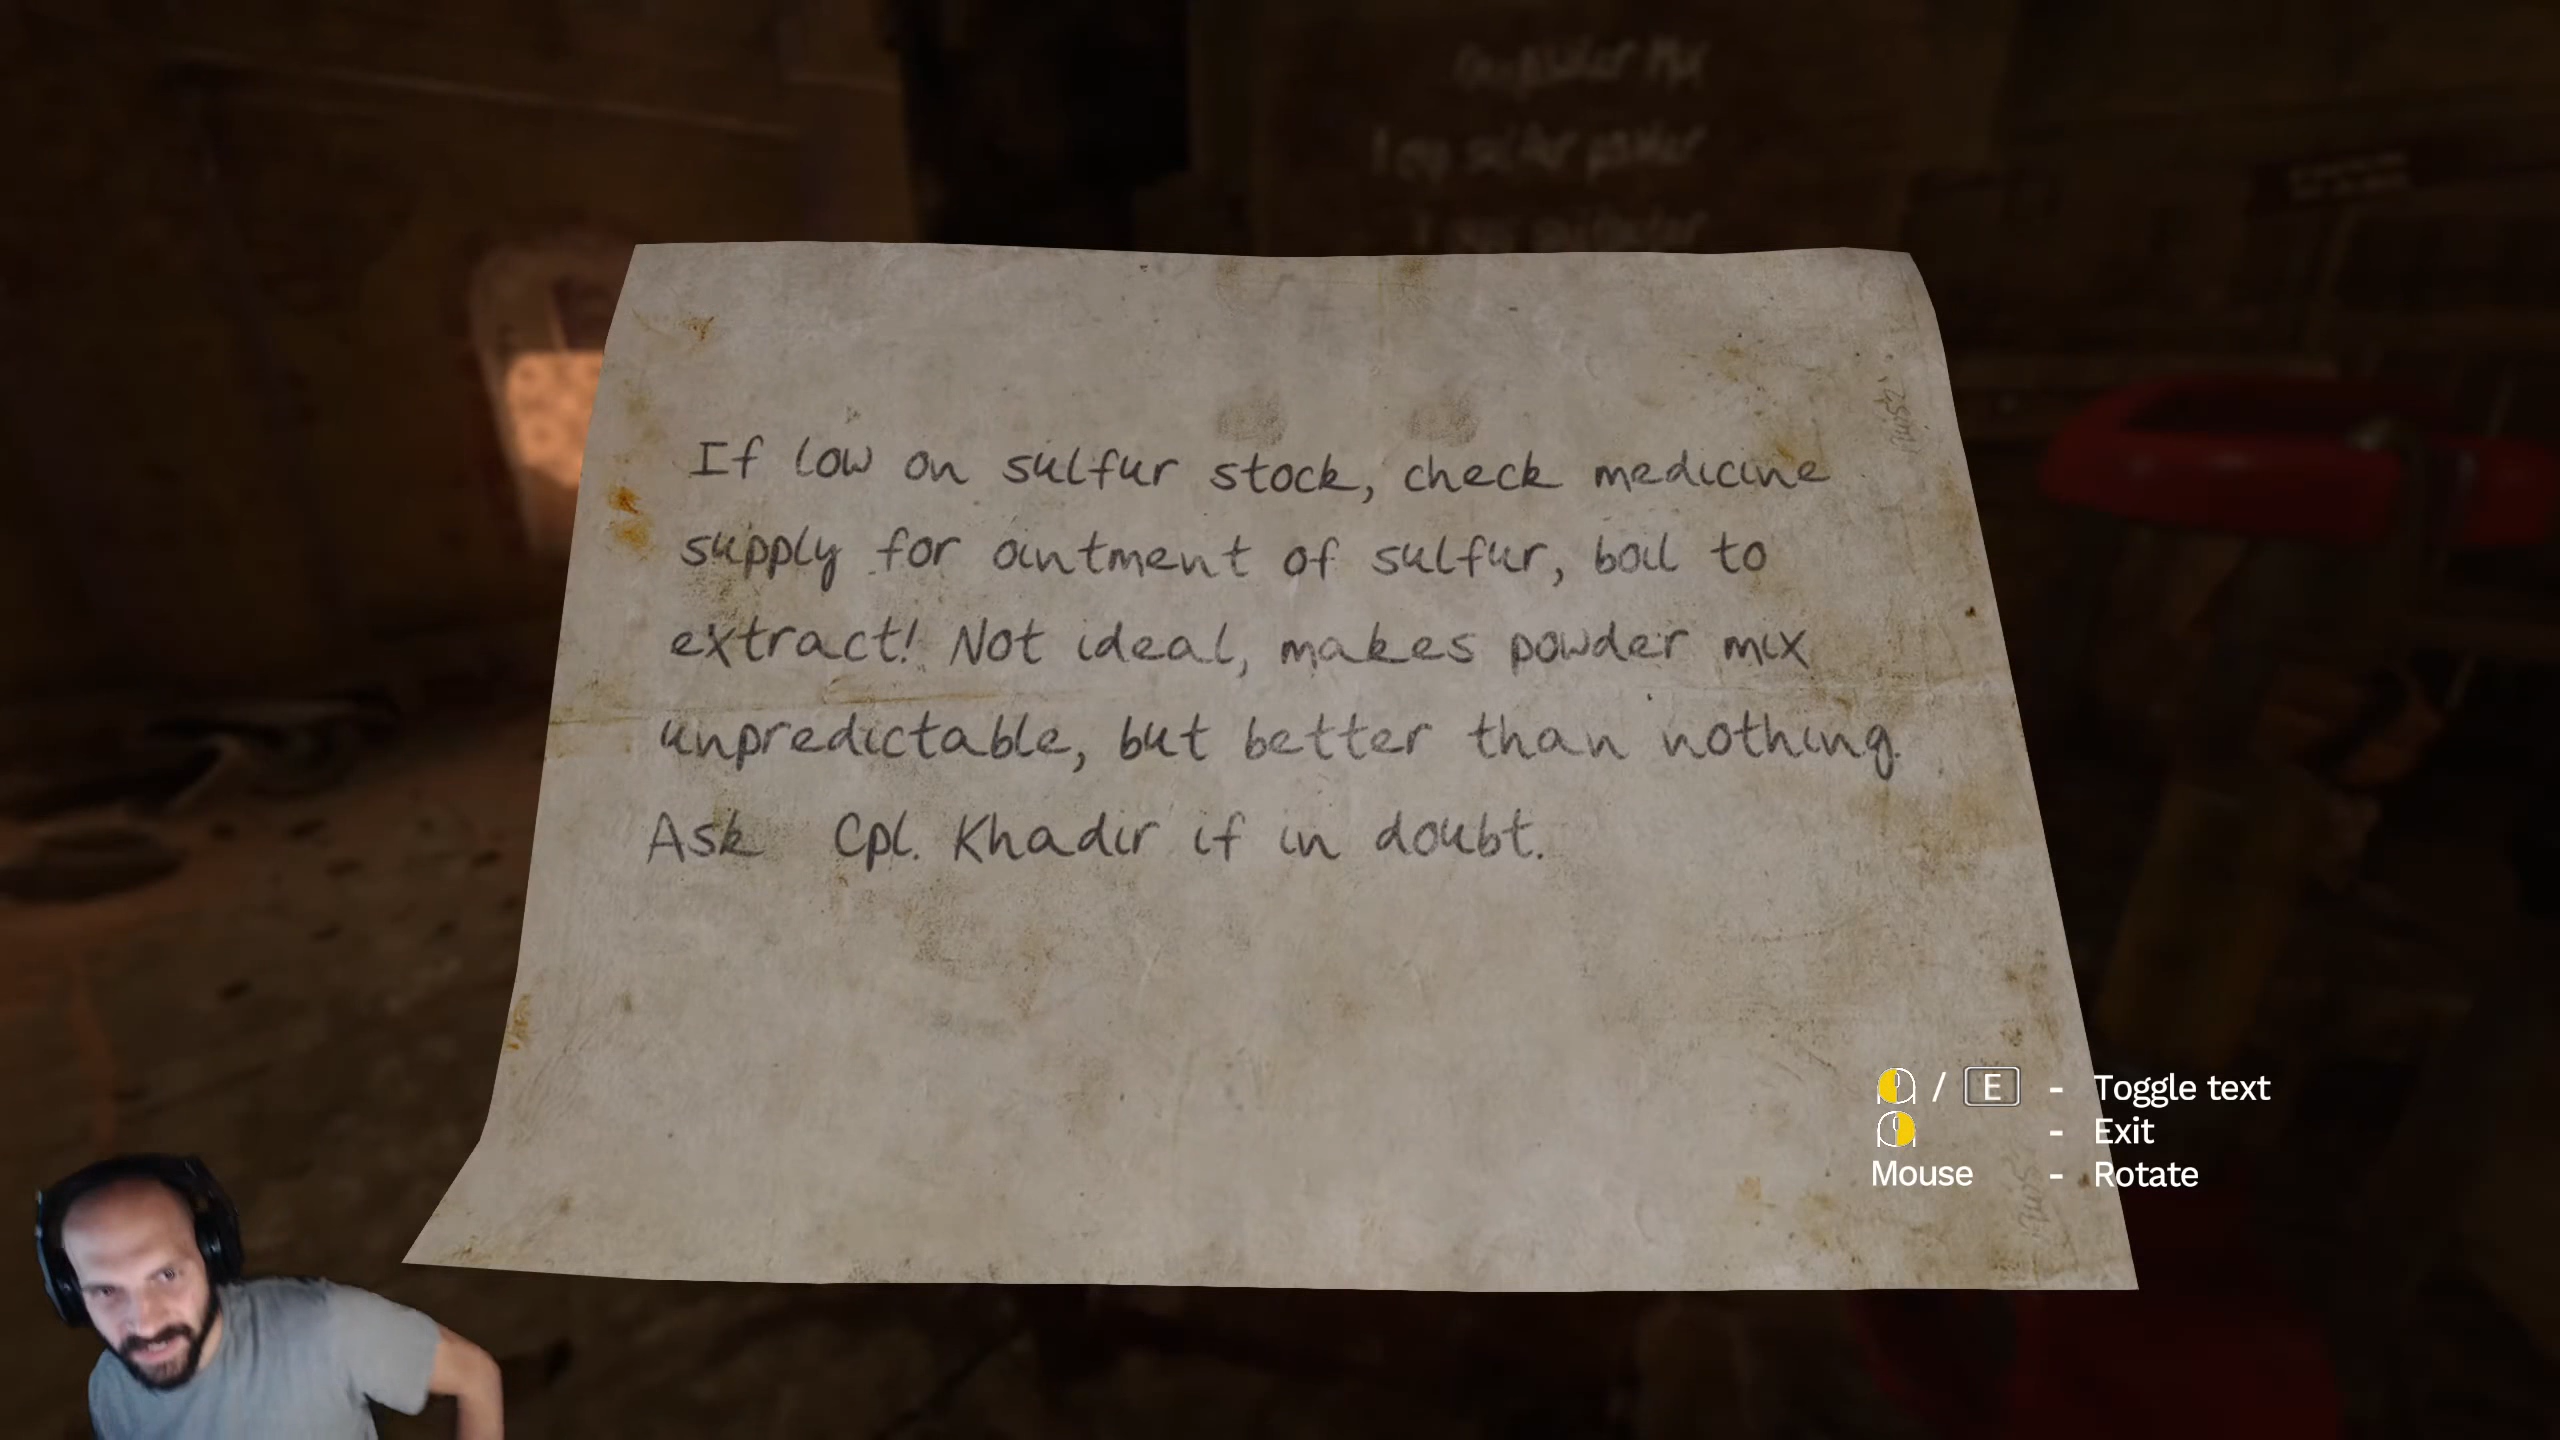 If low on sulfur stock, check medicine
supply for ointment of sulfur, boil to
extract! Not ideal, makes powder mix
unpredictable, but better than nothing.
Ask Cpl. Khadir if in doubt.
/ E - Toggle text
- Exit
Mouse - Rotate